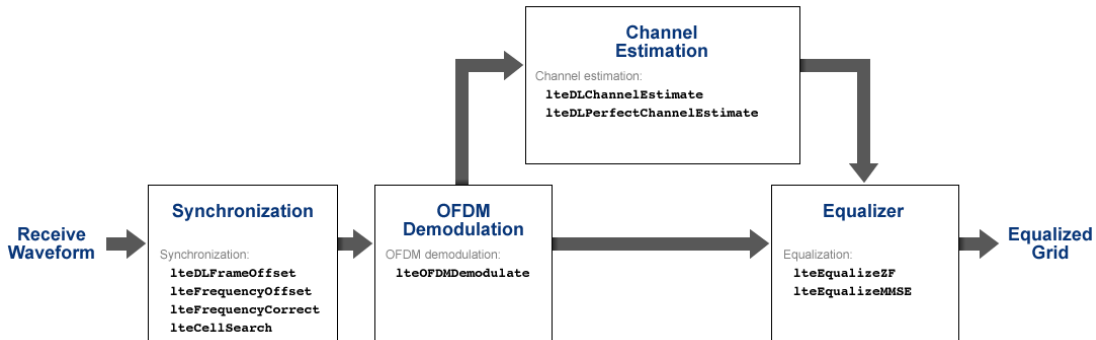 Channel
Estimation
Channel estimation:
lteDLChannelEstimate
lteDLPerfectChannelEstimate
Receive
Waveform
Synchronization
Synchronization:
lteDLFrameOffset
lteFrequencyOffset
lteFrequencyCorrect
lteCellSearch
OFDM
Demodulation
OFDM demodulation:
lteOFDMDemodulate
Equalizer
Equalization:
lteEqualizeZF
lteEqualizeMMSE
Equalized
Grid